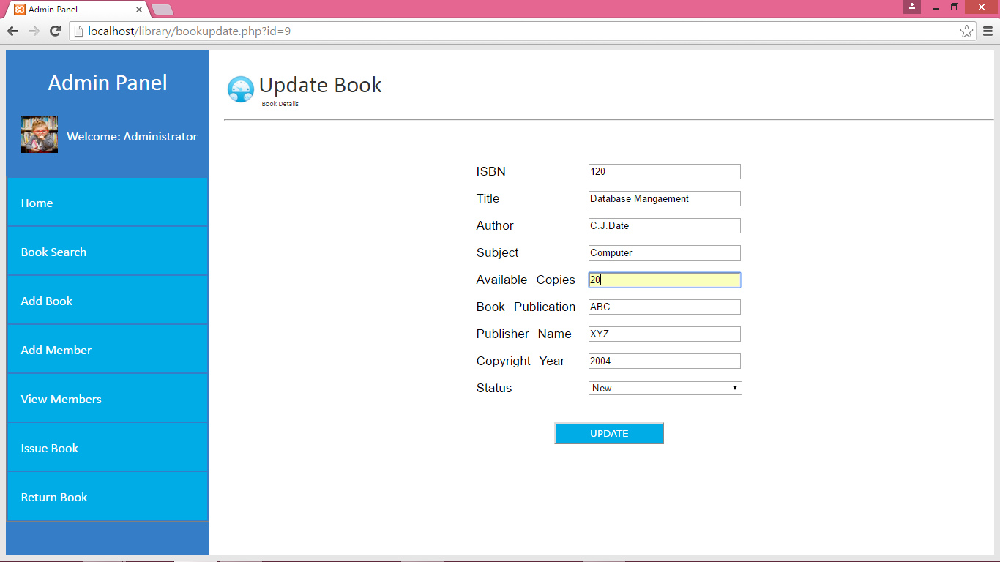 Admin Panel
localhost/library/bookupdate.php?id=9
Admin Panel
Welcome: Administrator
Home
Book Search
Add Book
Add Member
View Members
Issue Book
Return Book
Update Book
Book Details
ISBN 120
Title Database Mangaement
Author C.J.Date
Subject Computer
Available Copies 20
Book Publication ABC
Publisher Name XYZ
Copyright Year 2004
Status New
UPDATE